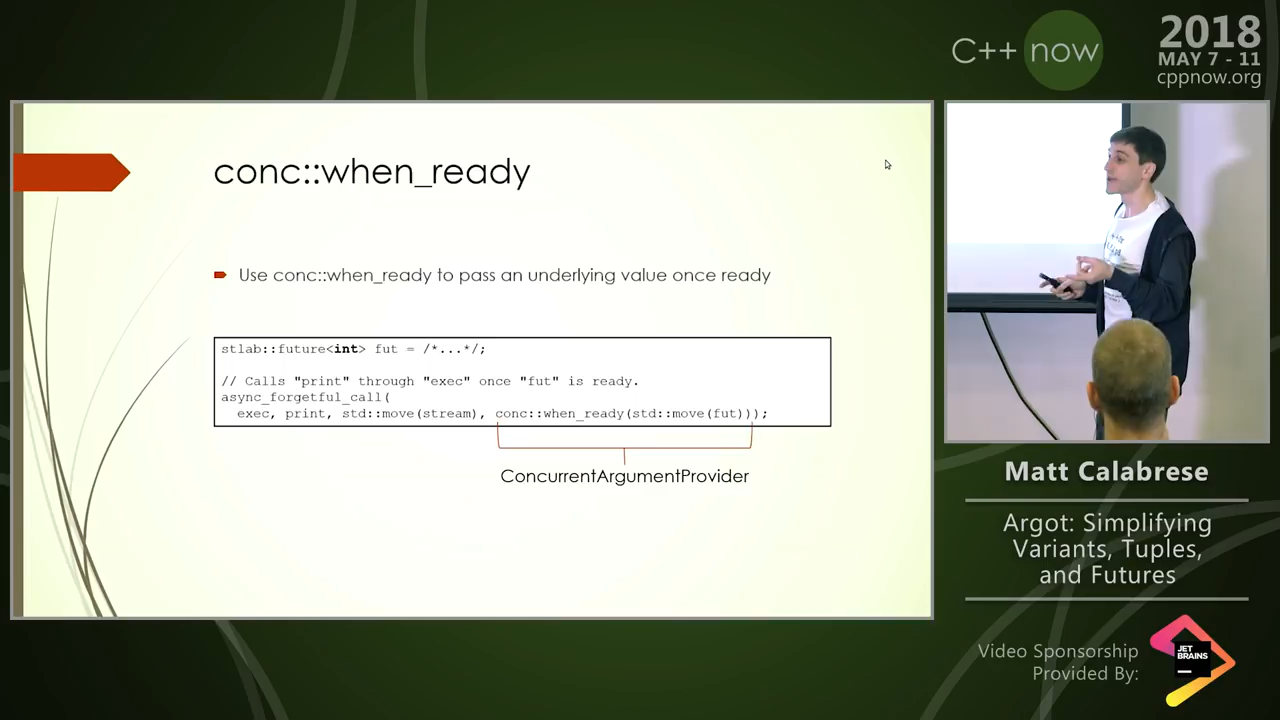 C++ now
2018
MAY 7 - 11
cppnow.org
conc::when_ready
Use conc::when_ready to pass an underlying value once ready
stlab::future<int> fut = /*...*/;
// Calls "print" through "exec" once "fut" is ready.
async_forgetful_call(
exec, print, std::move(stream), conc::when_ready(std::move(fut)));
ConcurrentArgumentProvider
Matt Calabrese
Argot: Simplifying
Variants, Tuples,
and Futures
Video Sponsorship
Provided By:
JET
BRAINS